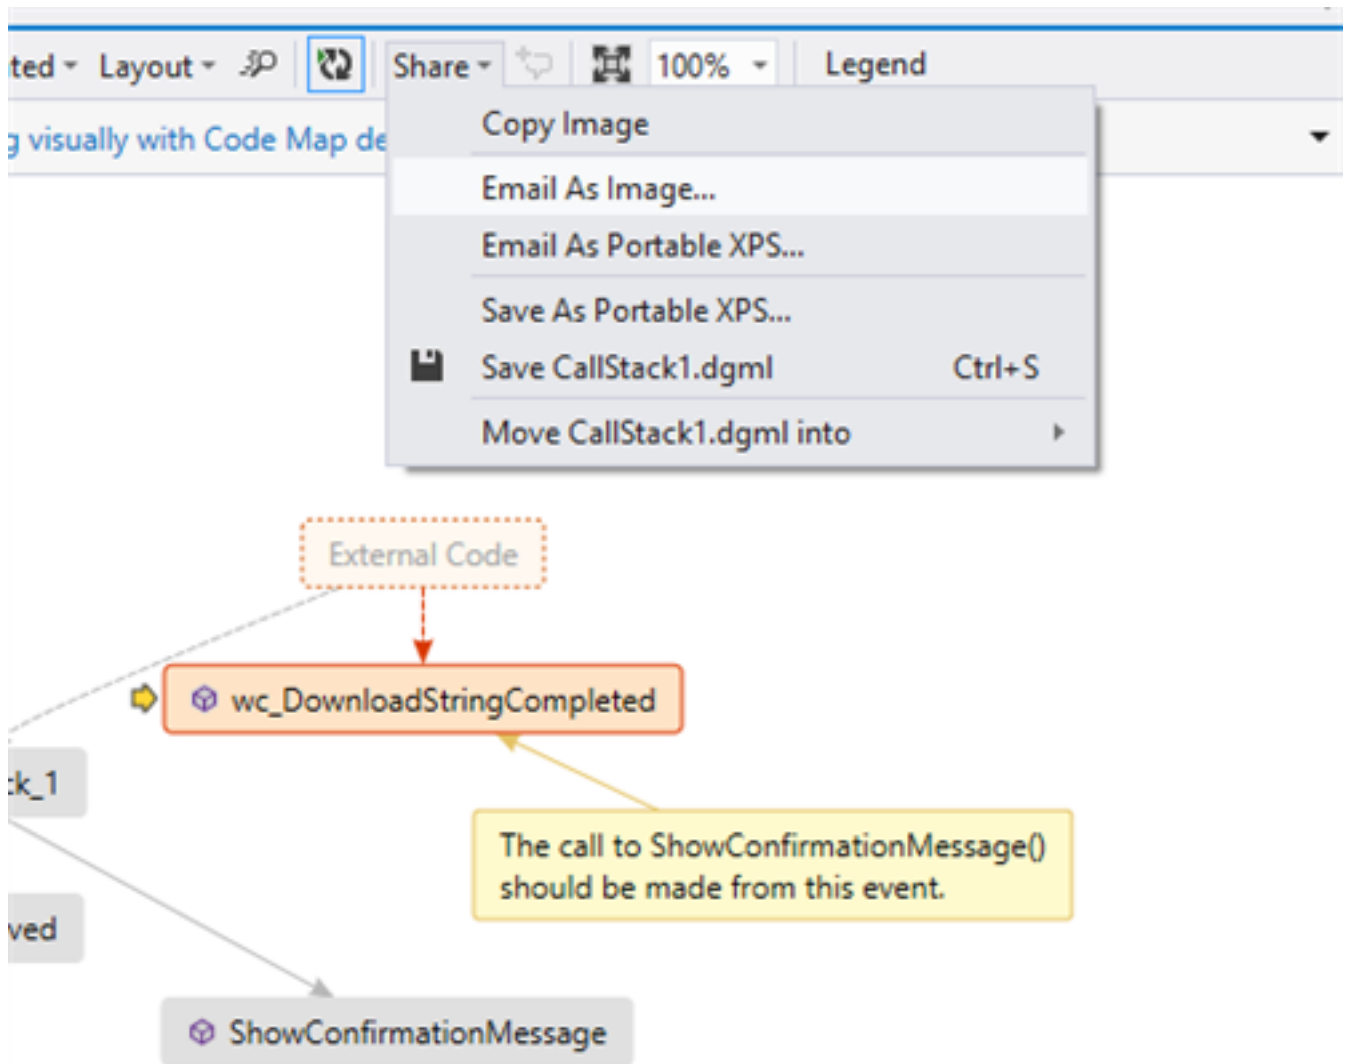 ted Layout Share 100% Legend
g visually with Code Map de
Copy Image
Email As Image...
Email As Portable XPS...
Save As Portable XPS...
Save CallStack1.dgml Ctrl+S
Move CallStack1.dgml into
External Code
wc_DownloadStringCompleted
ck_1
The call to ShowConfirmationMessage()
should be made from this event.
ved
ShowConfirmationMessage